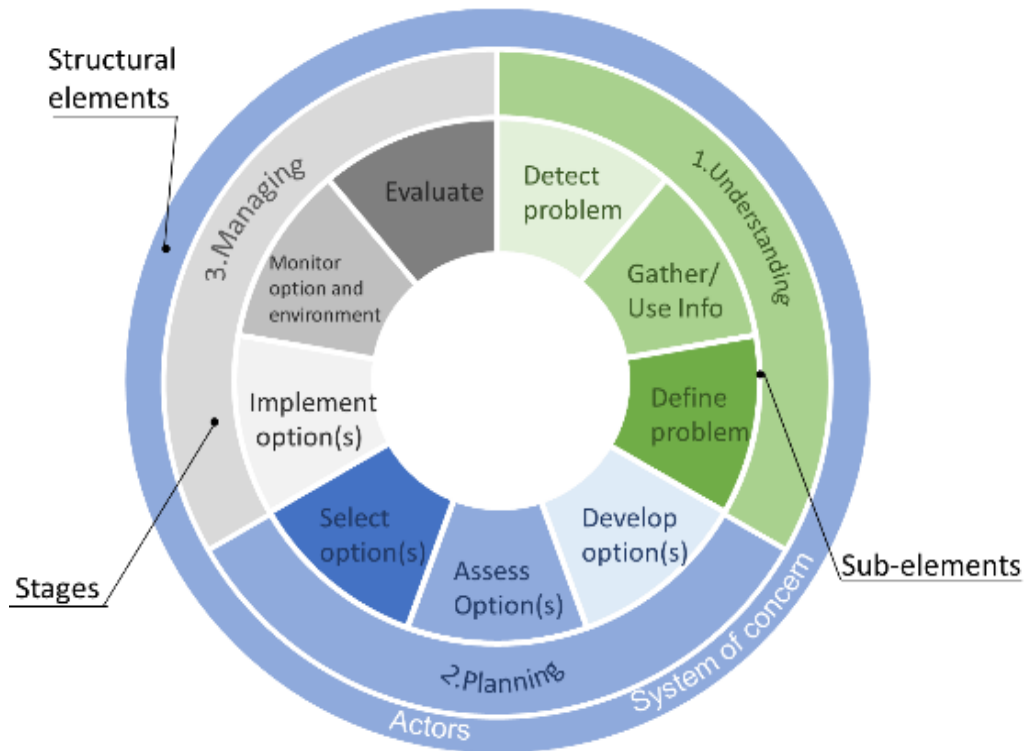 Structural
elements
1.Understanding
3.Managing
Evaluate
Detect
problem
Gather/
Use Info
Monitor
option and
environment
Define
problem
Implement
option(s)
Develop
option(s)
Select
option(s)
Assess
Option(s)
Stages
Sub-elements
2.Planning
System of concern
Actors